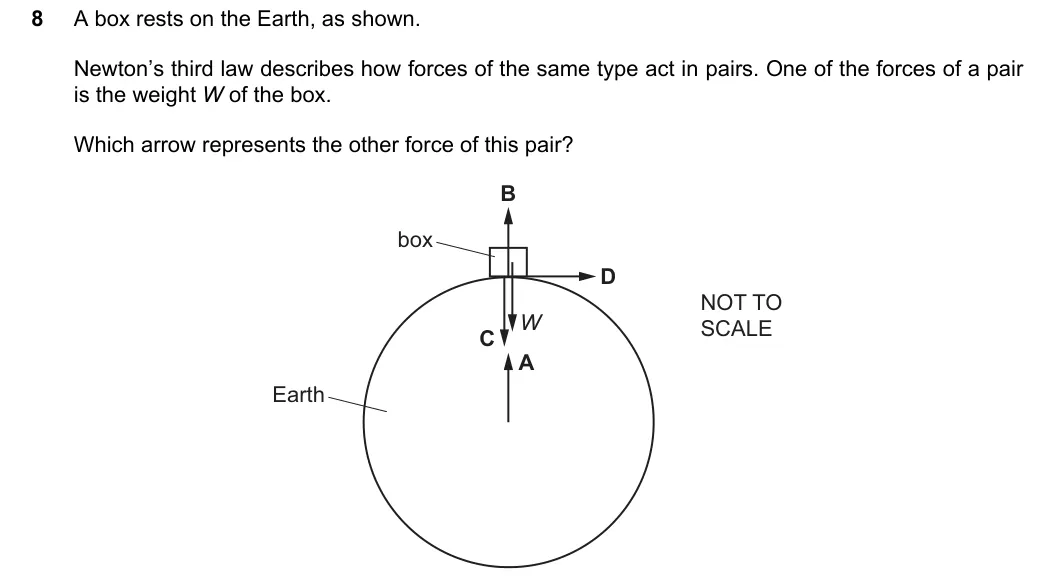 8 A box rests on the Earth, as shown.
Newton’s third law describes how forces of the same type act in pairs. One of the forces of a pair
is the weight W of the box.
Which arrow represents the other force of this pair?
B
box
D
NOT TO
SCALE
W
C
A
Earth